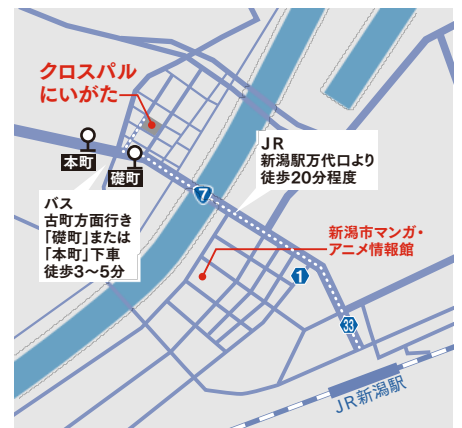 クロスパル
にいがた
本町
礎町
バス
古町方面行き
「礎町」または
「本町」下車
徒歩3〜5分
JR
新潟駅万代口より
徒歩20分程度
7
新潟市マンガ・
アニメ情報館
1
33
JR新潟駅